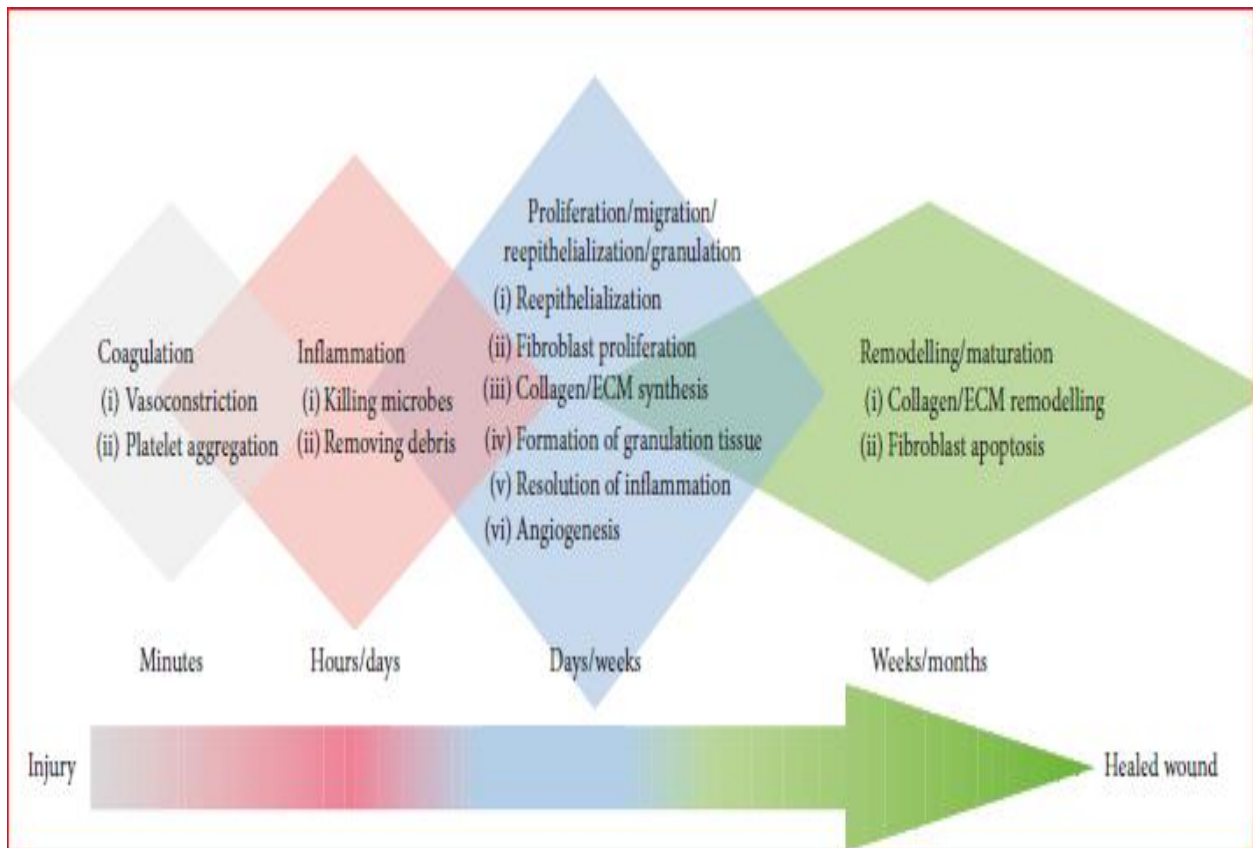 Proliferation/migration/
reepithelialization/granulation
(i) Reepithelialization
(ii) Fibroblast proliferation
(iii) Collagen/ECM synthesis
(iv) Formation of granulation tissue
(v) Resolution of inflammation
(vi) Angiogenesis
Coagulation
(i) Vasoconstriction
(ii) Platelet aggregation
Inflammation
(i) Killing microbes
(ii) Removing debris
Remodelling/maturation
(i) Collagen/ECM remodelling
(ii) Fibroblast apoptosis
Minutes
Hours/days
Days/weeks
Weeks/months
Injury
Healed wound